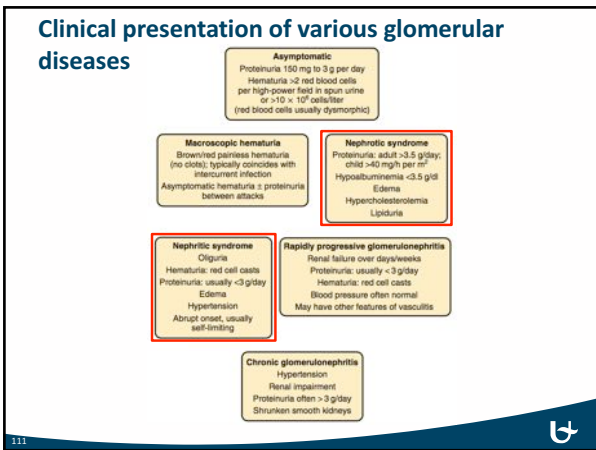 Clinical presentation of various glomerular
diseases
Asymptomatic
Proteinuria 150 mg to 3 g per day
Hematuria >2 red blood cells
per high-power field in spun urine
or >10 × 10⁶ cells/liter
(red blood cells usually dysmorphic)
Macroscopic hematuria
Brown/red painless hematuria
(no clots); typically coincides with
intercurrent infection
Asymptomatic hematuria ± proteinuria
between attacks
Nephrotic syndrome
Proteinuria: adult >3.5 g/day;
child >40 mg/h per m²
Hypoalbuminemia <3.5 g/dl
Edema
Hypercholesterolemia
Lipiduria
Nephritic syndrome
Oliguria
Hematuria: red cell casts
Proteinuria: usually <3 g/day
Edema
Hypertension
Abrupt onset, usually
self-limiting
Rapidly progressive glomerulonephritis
Renal failure over days/weeks
Proteinuria: usually <3 g/day
Hematuria: red cell casts
Blood pressure often normal
May have other features of vasculitis
Chronic glomerulonephritis
Hypertension
Renal impairment
Proteinuria often >3 g/day
Shrunken smooth kidneys
111